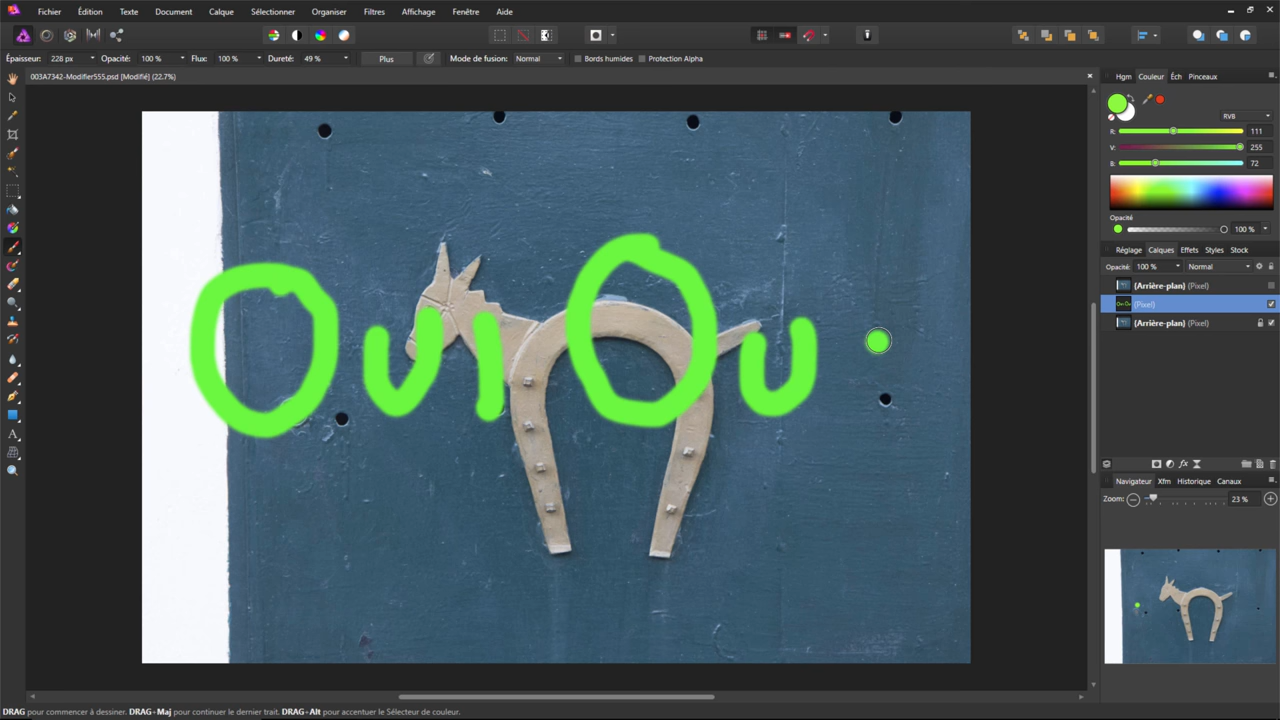 Fichier Édition Texte Document Calque Sélectionner Organiser Filtres Affichage Fenêtre Aide
Épaisseur: 228 px Opacité: 100 % Flux: 100 % Dureté: 49 % Plus Mode de fusion: Normal Bords humides Protection Alpha
003A7342-Modifier555.psd [Modifié] (22.7%)
Hgm Couleur Éch Pinceaux
RVB
R: 111
V: 255
B: 72
Opacité
100 %
Réglage Calques Effets Styles Stock
Opacité: 100 % Normal
(Arrière-plan) (Pixel)
(Pixel)
(Arrière-plan) (Pixel)
Oui Ou
Navigateur Xfm Historique Canaux
Zoom: 23 %
DRAG pour commencer à dessiner. DRAG+Maj pour continuer le dernier trait. DRAG+Alt pour accentuer le Sélecteur de couleur.